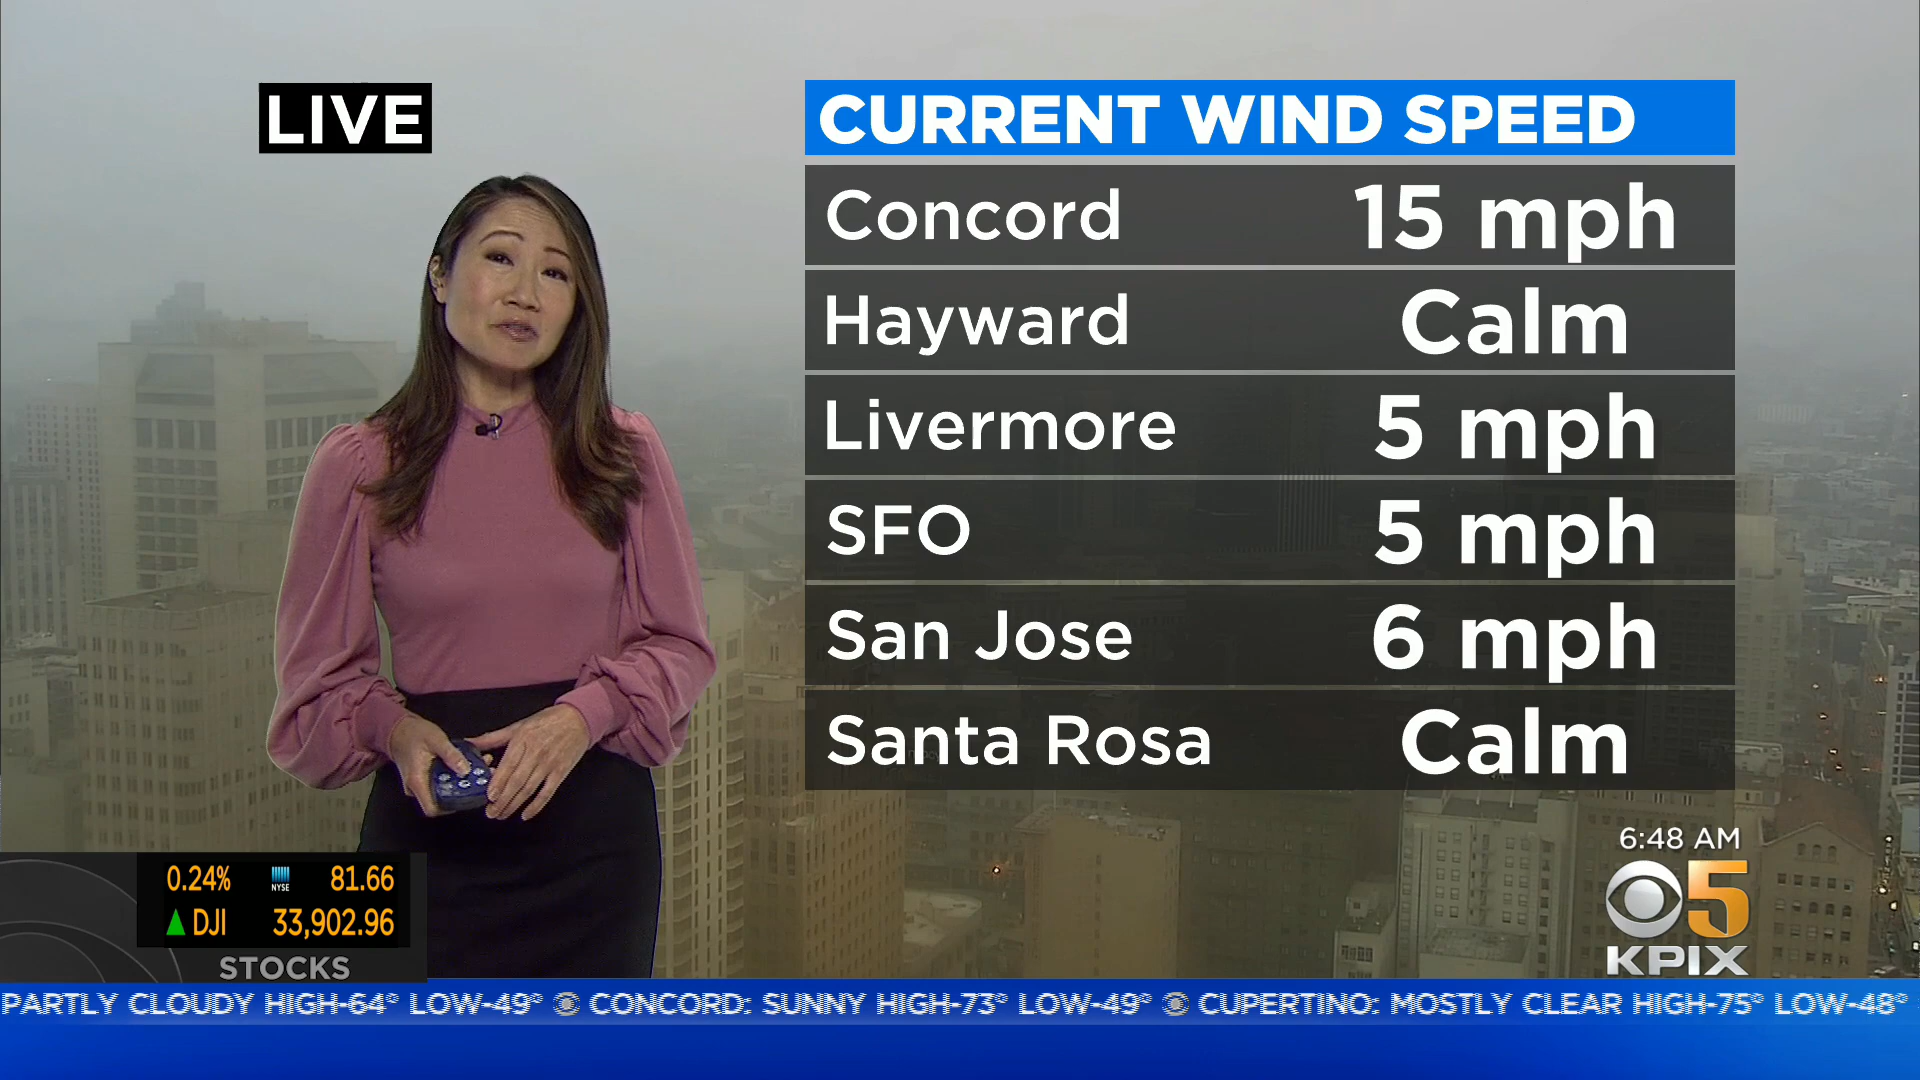 LIVE
CURRENT WIND SPEED
Concord 15 mph
Hayward Calm
Livermore 5 mph
SFO 5 mph
San Jose 6 mph
Santa Rosa Calm
6:48 AM
5
KPIX
0.24% NYSE 81.66
DJI 33,902.96
STOCKS
PARTLY CLOUDY HIGH-64° LOW-49° CONCORD: SUNNY HIGH-73° LOW-49° CUPERTINO: MOSTLY CLEAR HIGH-75° LOW-48°